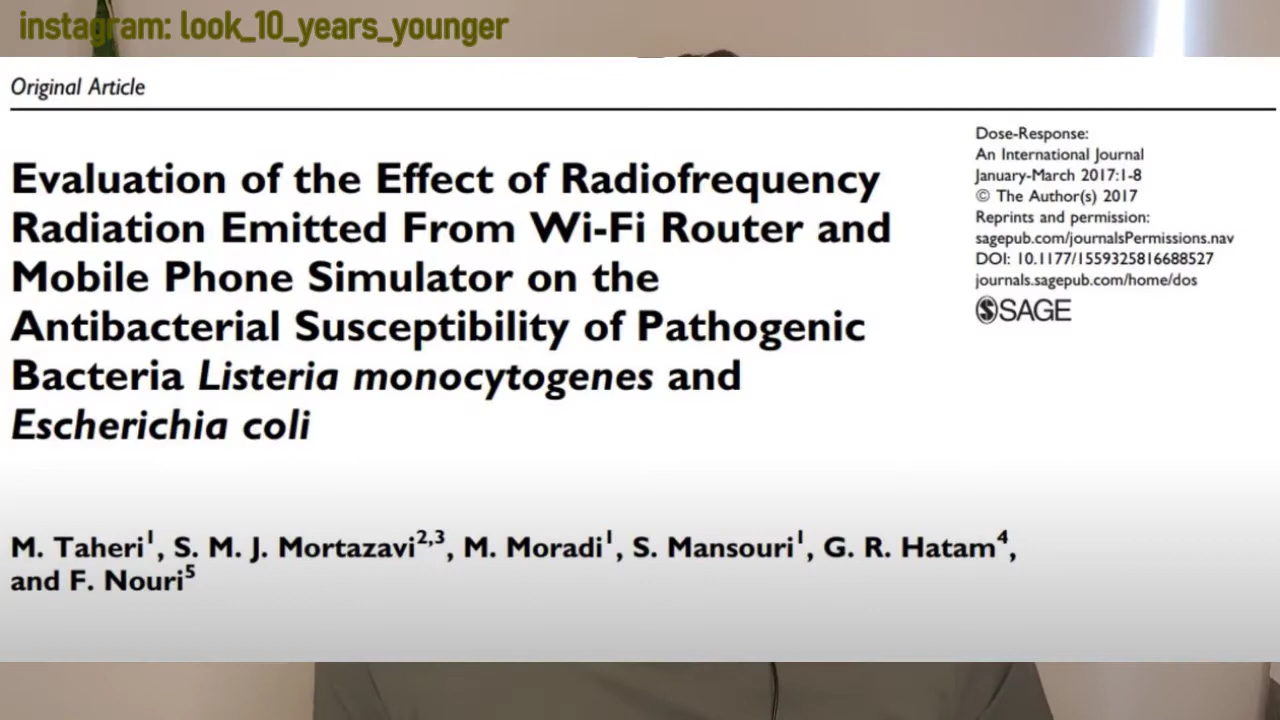 instagram: look_10_years_younger
Original Article
Dose-Response:
An International Journal
January-March 2017:1-8
© The Author(s) 2017
Reprints and permission:
sagepub.com/journalsPermissions.nav
DOI: 10.1177/1559325816688527
journals.sagepub.com/home/dos
SAGE
Evaluation of the Effect of Radiofrequency
Radiation Emitted From Wi-Fi Router and
Mobile Phone Simulator on the
Antibacterial Susceptibility of Pathogenic
Bacteria Listeria monocytogenes and
Escherichia coli
M. Taheri¹, S. M. J. Mortazavi²,³, M. Moradi¹, S. Mansouri¹, G. R. Hatam⁴,
and F. Nouri⁵